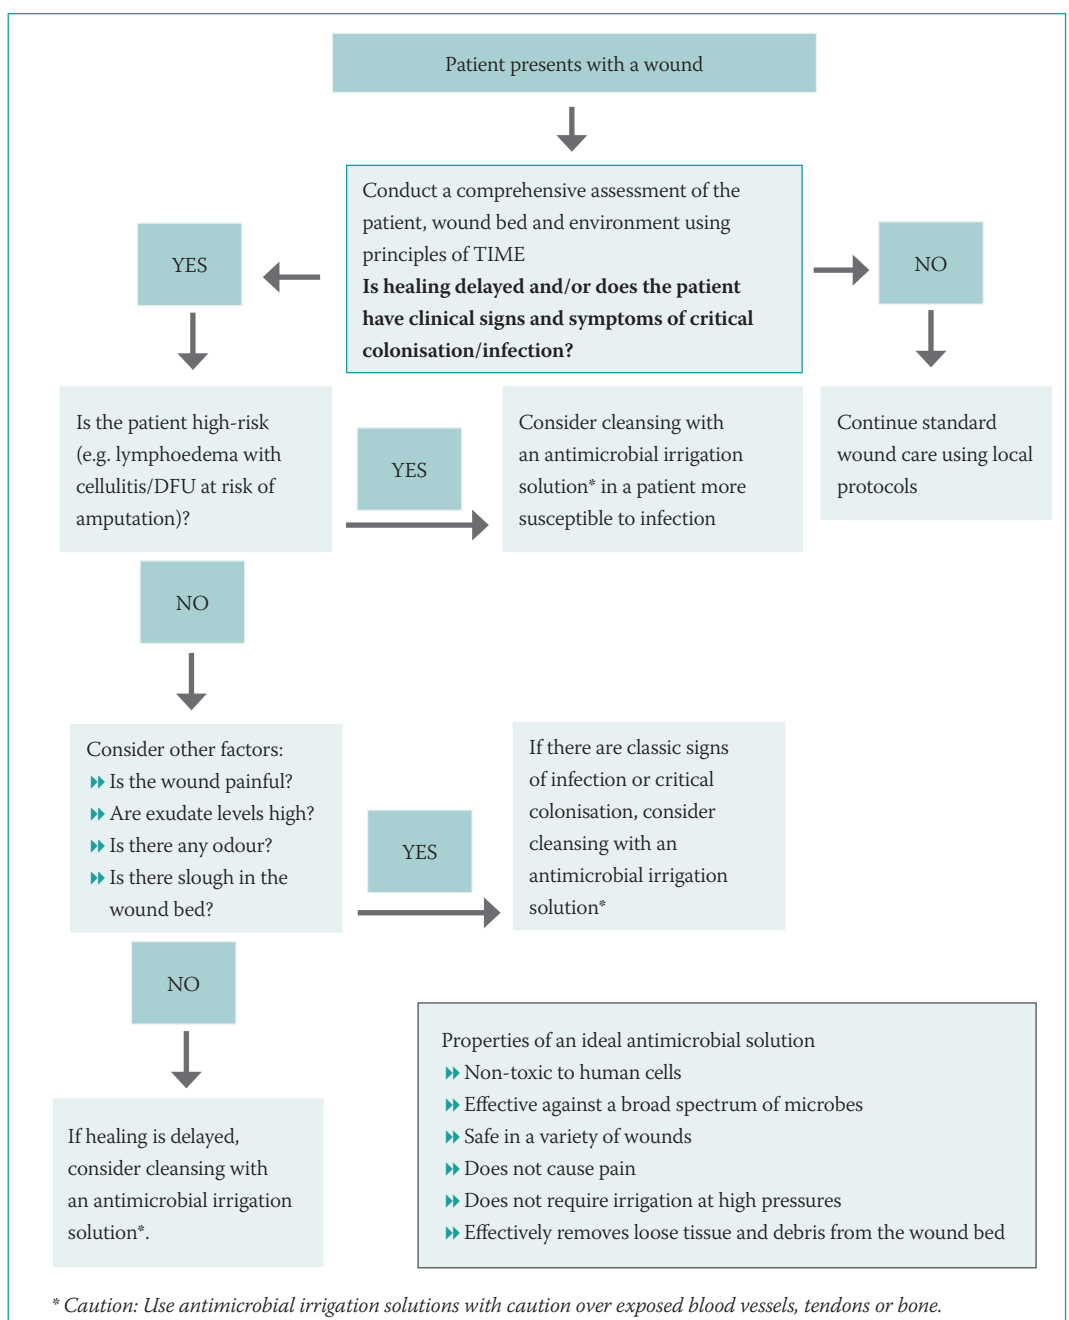 Patient presents with a wound
Conduct a comprehensive assessment of the
patient, wound bed and environment using
principles of TIME
Is healing delayed and/or does the patient
have clinical signs and symptoms of critical
colonisation/infection?
YES
NO
Is the patient high-risk
(e.g. lymphoedema with
cellulitis/DFU at risk of
amputation)?
YES
Consider cleansing with
an antimicrobial irrigation
solution* in a patient more
susceptible to infection
Continue standard
wound care using local
protocols
NO
Consider other factors:
Is the wound painful?
Are exudate levels high?
Is there any odour?
Is there slough in the
wound bed?
YES
If there are classic signs
of infection or critical
colonisation, consider
cleansing with an
antimicrobial irrigation
solution*
NO
If healing is delayed,
consider cleansing with
an antimicrobial irrigation
solution*.
Properties of an ideal antimicrobial solution
Non-toxic to human cells
Effective against a broad spectrum of microbes
Safe in a variety of wounds
Does not cause pain
Does not require irrigation at high pressures
Effectively removes loose tissue and debris from the wound bed
* Caution: Use antimicrobial irrigation solutions with caution over exposed blood vessels, tendons or bone.